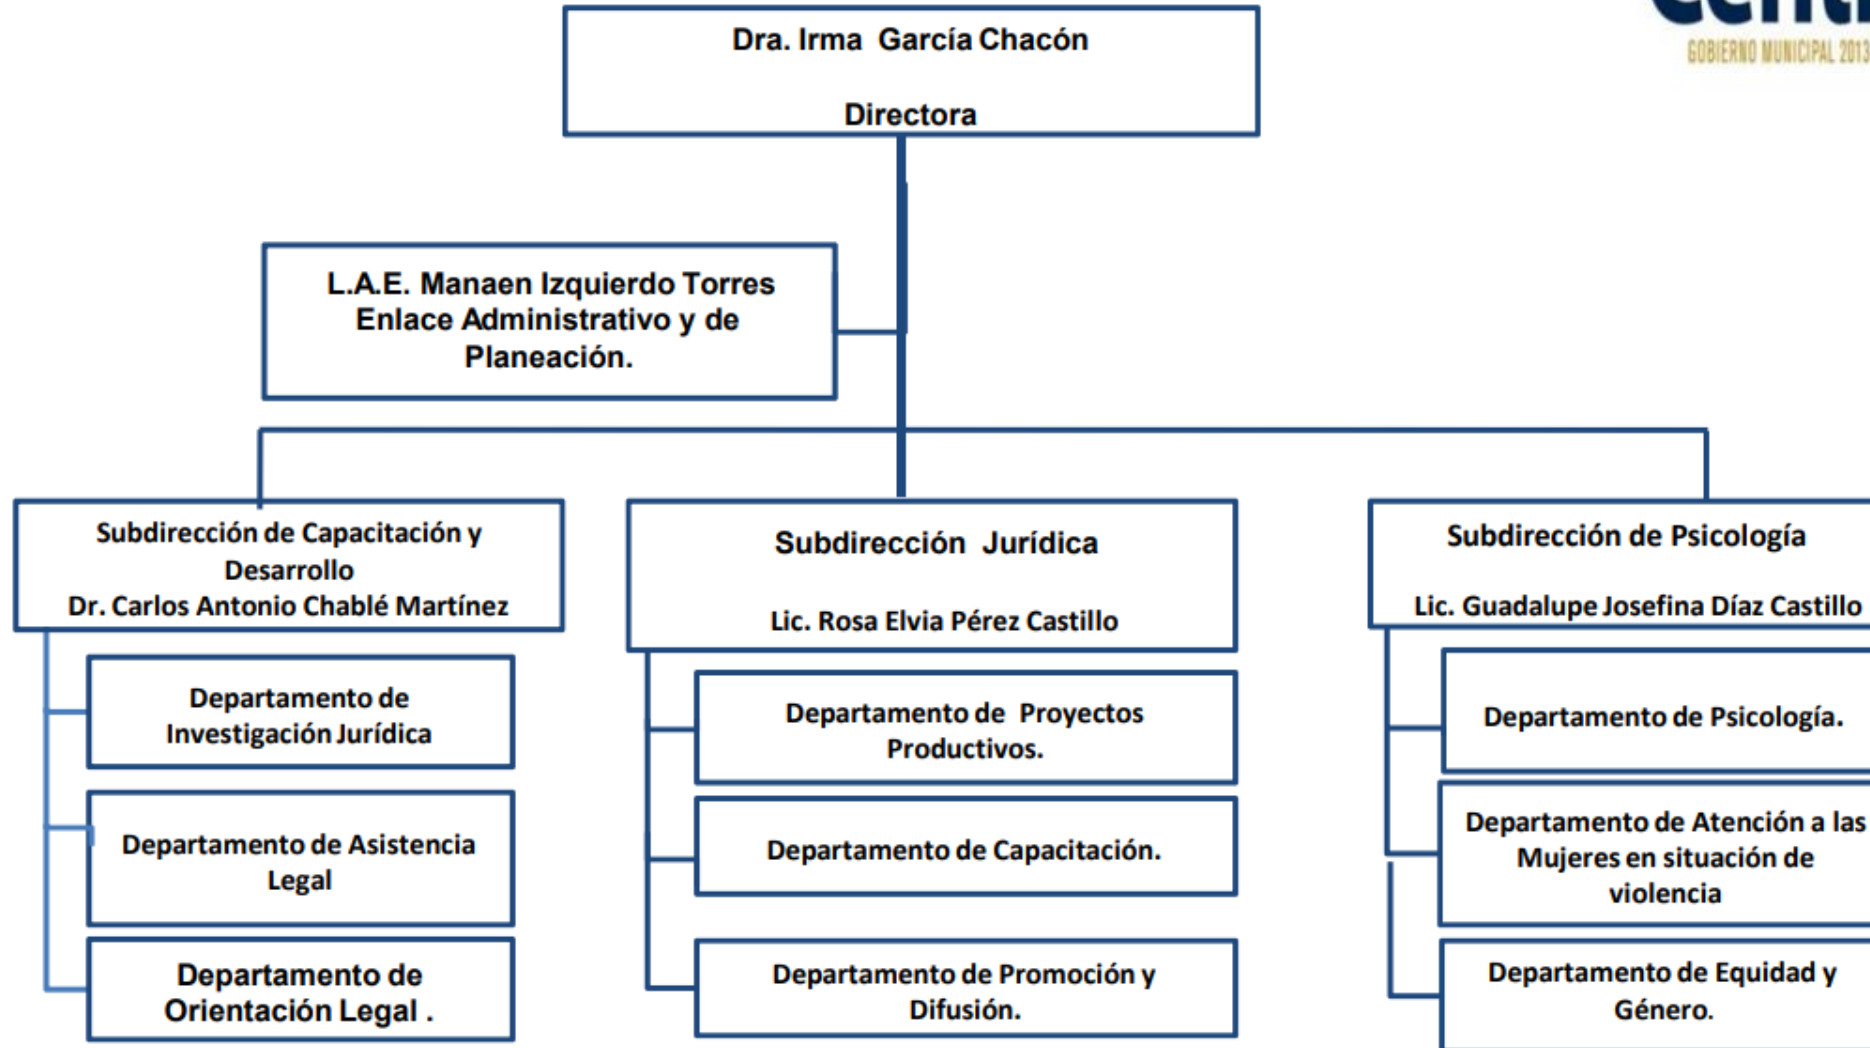 Dra. Irma García Chacón
Directora
GOBIERNO MUNICIPAL 2013
L.A.E. Manaen Izquierdo Torres
Enlace Administrativo y de
Planeación.
Subdirección de Capacitación y
Desarrollo
Dr. Carlos Antonio Chablé Martínez
Departamento de
Investigación Jurídica
Departamento de Asistencia
Legal
Departamento de
Orientación Legal .
Subdirección Jurídica
Lic. Rosa Elvia Pérez Castillo
Departamento de Proyectos
Productivos.
Departamento de Capacitación.
Departamento de Promoción y
Difusión.
Subdirección de Psicología
Lic. Guadalupe Josefina Díaz Castillo
Departamento de Psicología.
Departamento de Atención a las
Mujeres en situación de
violencia
Departamento de Equidad y
Género.